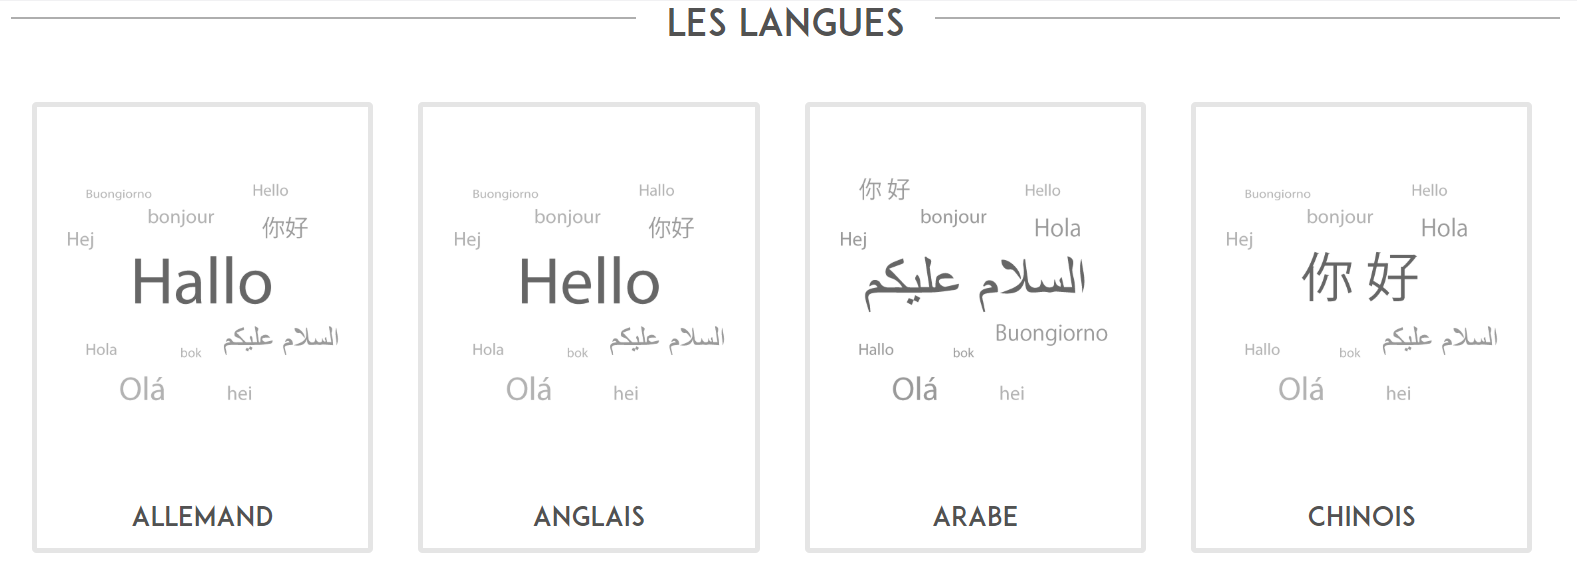 LES LANGUES
Buongiorno
Hello
bonjour
你好
Hej
Hallo
Hola
bok
السلام عليكم
Olá
hei
ALLEMAND
Buongiorno
Hallo
bonjour
你好
Hej
Hello
Hola
bok
السلام عليكم
Olá
hei
ANGLAIS
你 好
Hello
bonjour
Hola
Hej
السلام عليكم
Buongiorno
Hallo
bok
Olá
hei
ARABE
Buongiorno
Hello
bonjour
Hola
Hej
你 好
Hallo
bok
السلام عليكم
Olá
hei
CHINOIS